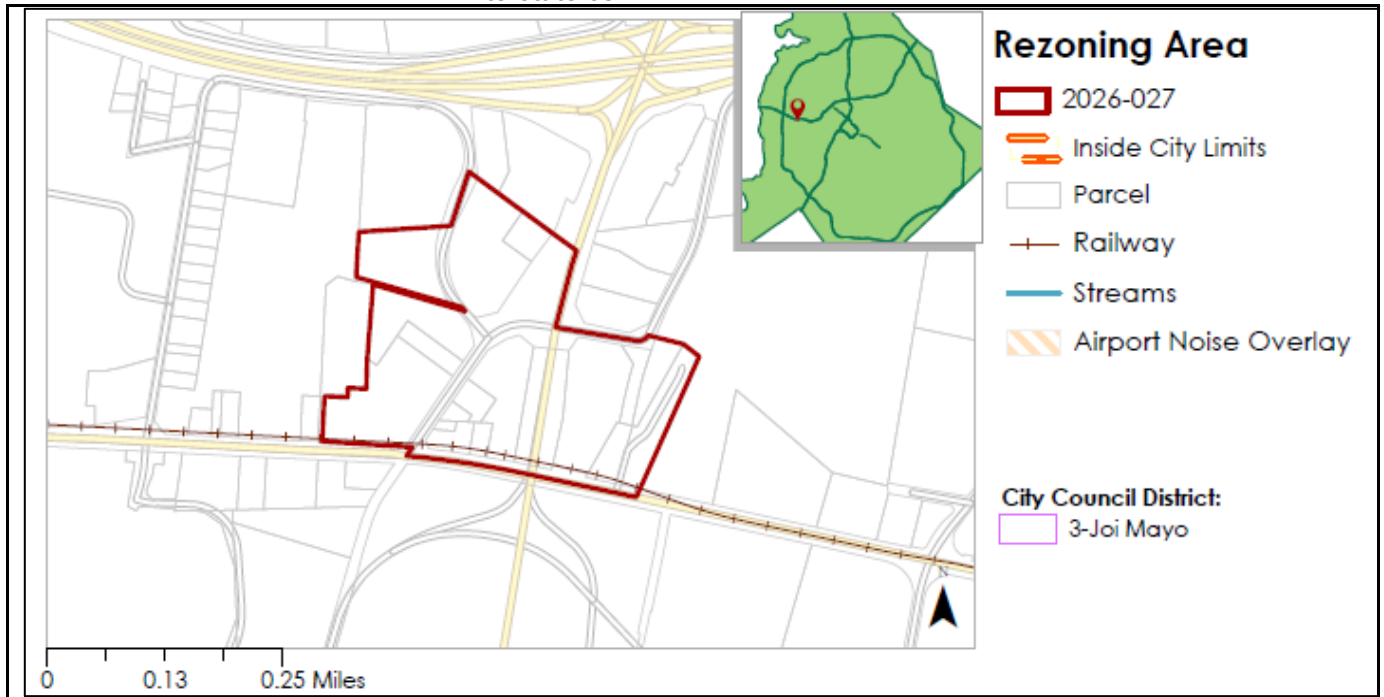 Rezoning Area
2026-027
Inside City Limits
Parcel
Railway
Streams
Airport Noise Overlay
City Council District:
3-Joi Mayo
N
0 0.13 0.25 Miles